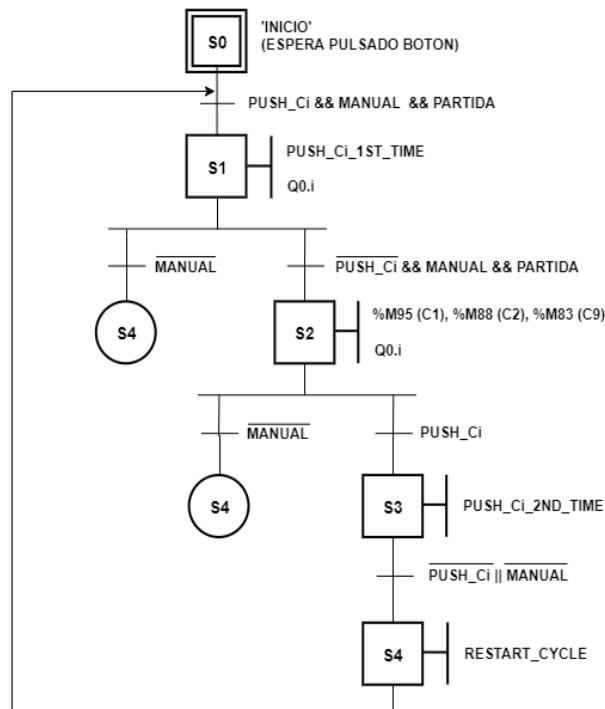 S0
'INICIO'
(ESPERA PULSADO BOTON)
PUSH_Ci && MANUAL && PARTIDA
S1
PUSH_Ci_1ST_TIME
Q0.i
MANUAL
PUSH_Ci && MANUAL && PARTIDA
S4
S2
%M95 (C1), %M88 (C2), %M83 (C9)
Q0.i
MANUAL
PUSH_Ci
S4
S3
PUSH_Ci_2ND_TIME
PUSH_Ci || MANUAL
S4
RESTART_CYCLE